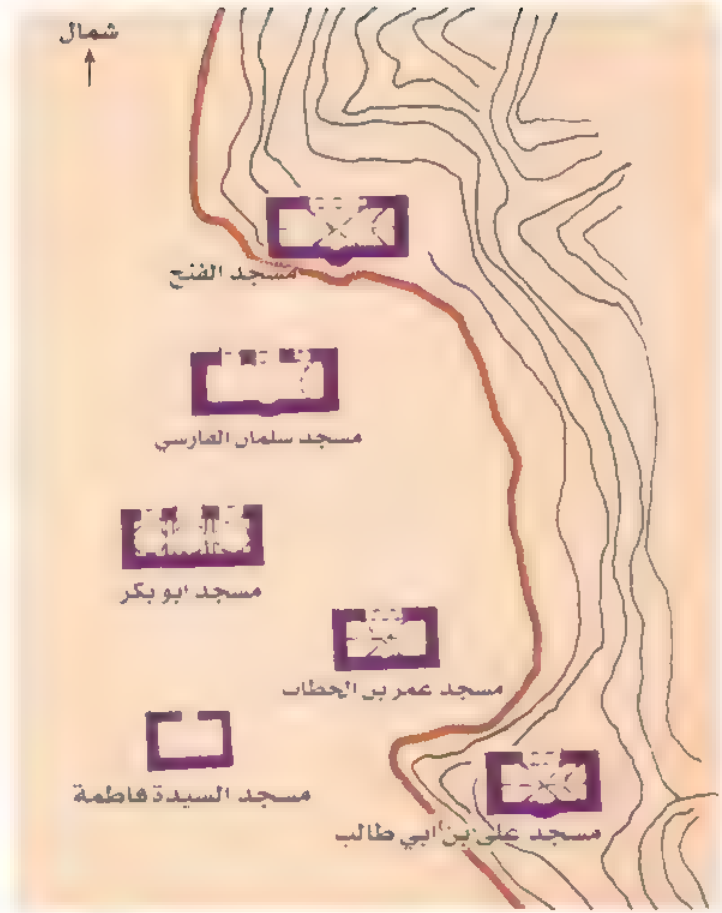 شمال
مسجد الفتح
مسجد سلمان الفارسي
مسجد ابو بكر
مسجد عمر بن الخطاب
مسجد السيدة فاطمة
مسجد على بن ابي طالب